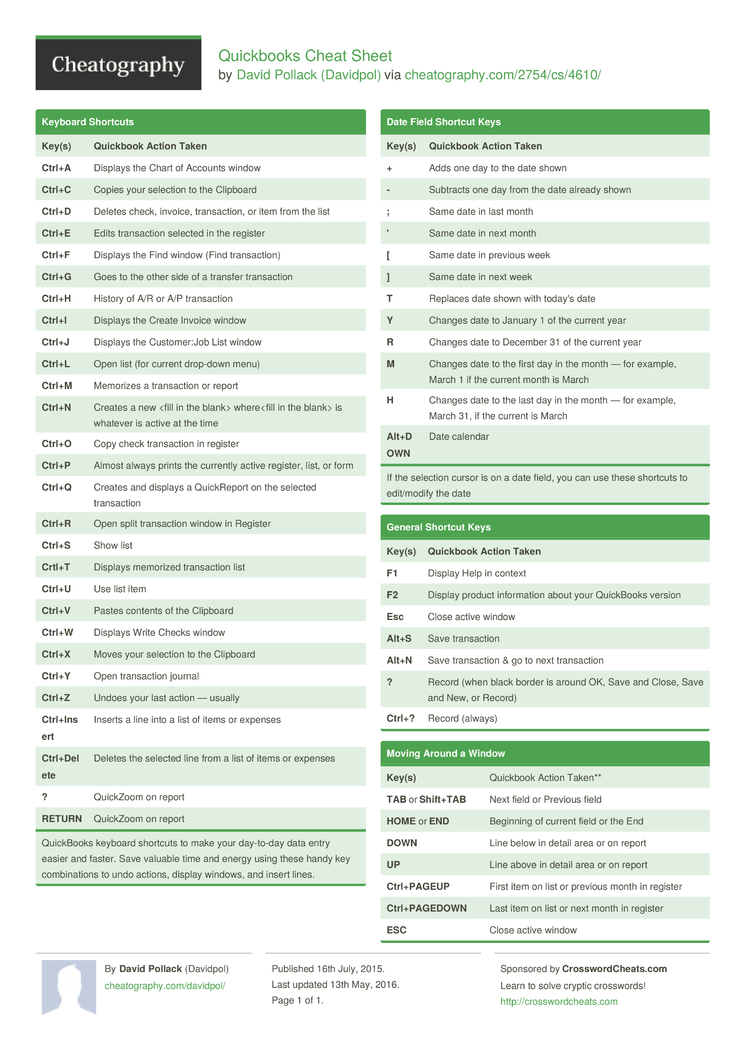 Cheatography
Quickbooks Cheat Sheet
by David Pollack (Davidpol) via cheatography.com/2754/cs/4610/
Keyboard Shortcuts
Key(s) Quickbook Action Taken
Ctrl+A Displays the Chart of Accounts window
Ctrl+C Copies your selection to the Clipboard
Ctrl+D Deletes check, invoice, transaction, or item from the list
Ctrl+E Edits transaction selected in the register
Ctrl+F Displays the Find window (Find transaction)
Ctrl+G Goes to the other side of a transfer transaction
Ctrl+H History of A/R or A/P transaction
Ctrl+I Displays the Create Invoice window
Ctrl+J Displays the Customer:Job List window
Ctrl+L Open list (for current drop-down menu)
Ctrl+M Memorizes a transaction or report
Ctrl+N Creates a new <fill in the blank> where<fill in the blank> is
whatever is active at the time
Ctrl+O Copy check transaction in register
Ctrl+P Almost always prints the currently active register, list, or form
Ctrl+Q Creates and displays a QuickReport on the selected
transaction
Ctrl+R Open split transaction window in Register
Ctrl+S Show list
Crtl+T Displays memorized transaction list
Ctrl+U Use list item
Ctrl+V Pastes contents of the Clipboard
Ctrl+W Displays Write Checks window
Ctrl+X Moves your selection to the Clipboard
Ctrl+Y Open transaction journal
Ctrl+Z Undoes your last action — usually
Ctrl+Ins Inserts a line into a list of items or expenses
ert
Ctrl+Del Deletes the selected line from a list of items or expenses
ete
? QuickZoom on report
RETURN QuickZoom on report
QuickBooks keyboard shortcuts to make your day-to-day data entry
easier and faster. Save valuable time and energy using these handy key
combinations to undo actions, display windows, and insert lines.
Date Field Shortcut Keys
Key(s) Quickbook Action Taken
+ Adds one day to the date shown
- Subtracts one day from the date already shown
; Same date in last month
' Same date in next month
[ Same date in previous week
] Same date in next week
T Replaces date shown with today's date
Y Changes date to January 1 of the current year
R Changes date to December 31 of the current year
M Changes date to the first day in the month — for example,
March 1 if the current month is March
H Changes date to the last day in the month — for example,
March 31, if the current is March
Alt+D Date calendar
OWN
If the selection cursor is on a date field, you can use these shortcuts to
edit/modify the date
General Shortcut Keys
Key(s) Quickbook Action Taken
F1 Display Help in context
F2 Display product information about your QuickBooks version
Esc Close active window
Alt+S Save transaction
Alt+N Save transaction & go to next transaction
? Record (when black border is around OK, Save and Close, Save
and New, or Record)
Ctrl+? Record (always)
Moving Around a Window
Key(s) Quickbook Action Taken**
TAB or Shift+TAB Next field or Previous field
HOME or END Beginning of current field or the End
DOWN Line below in detail area or on report
UP Line above in detail area or on report
Ctrl+PAGEUP First item on list or previous month in register
Ctrl+PAGEDOWN Last item on list or next month in register
ESC Close active window
By David Pollack (Davidpol)
cheatography.com/davidpol/
Published 16th July, 2015.
Last updated 13th May, 2016.
Page 1 of 1.
Sponsored by CrosswordCheats.com
Learn to solve cryptic crosswords!
http://crosswordcheats.com